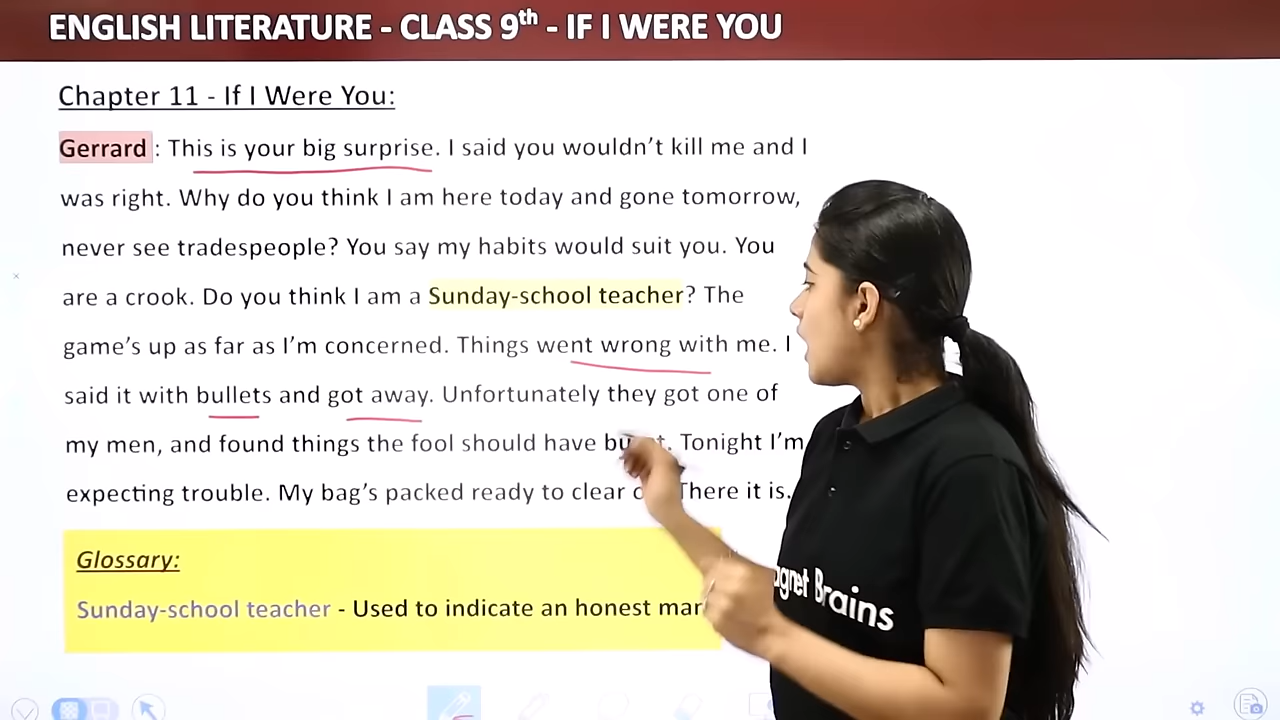 ENGLISH LITERATURE - CLASS 9th - IF I WERE YOU
Chapter 11 - If I Were You:
Gerrard : This is your big surprise. I said you wouldn't kill me and I
was right. Why do you think I am here today and gone tomorrow,
never see tradespeople? You say my habits would suit you. You
are a crook. Do you think I am a Sunday-school teacher? The
game's up as far as I'm concerned. Things went wrong with me. I
said it with bullets and got away. Unfortunately they got one of
my men, and found things the fool should have Tonight I'm
expecting trouble. My bag's packed ready to clear There it is.
Glossary:
Sunday-school teacher - Used to indicate an honest
Brains